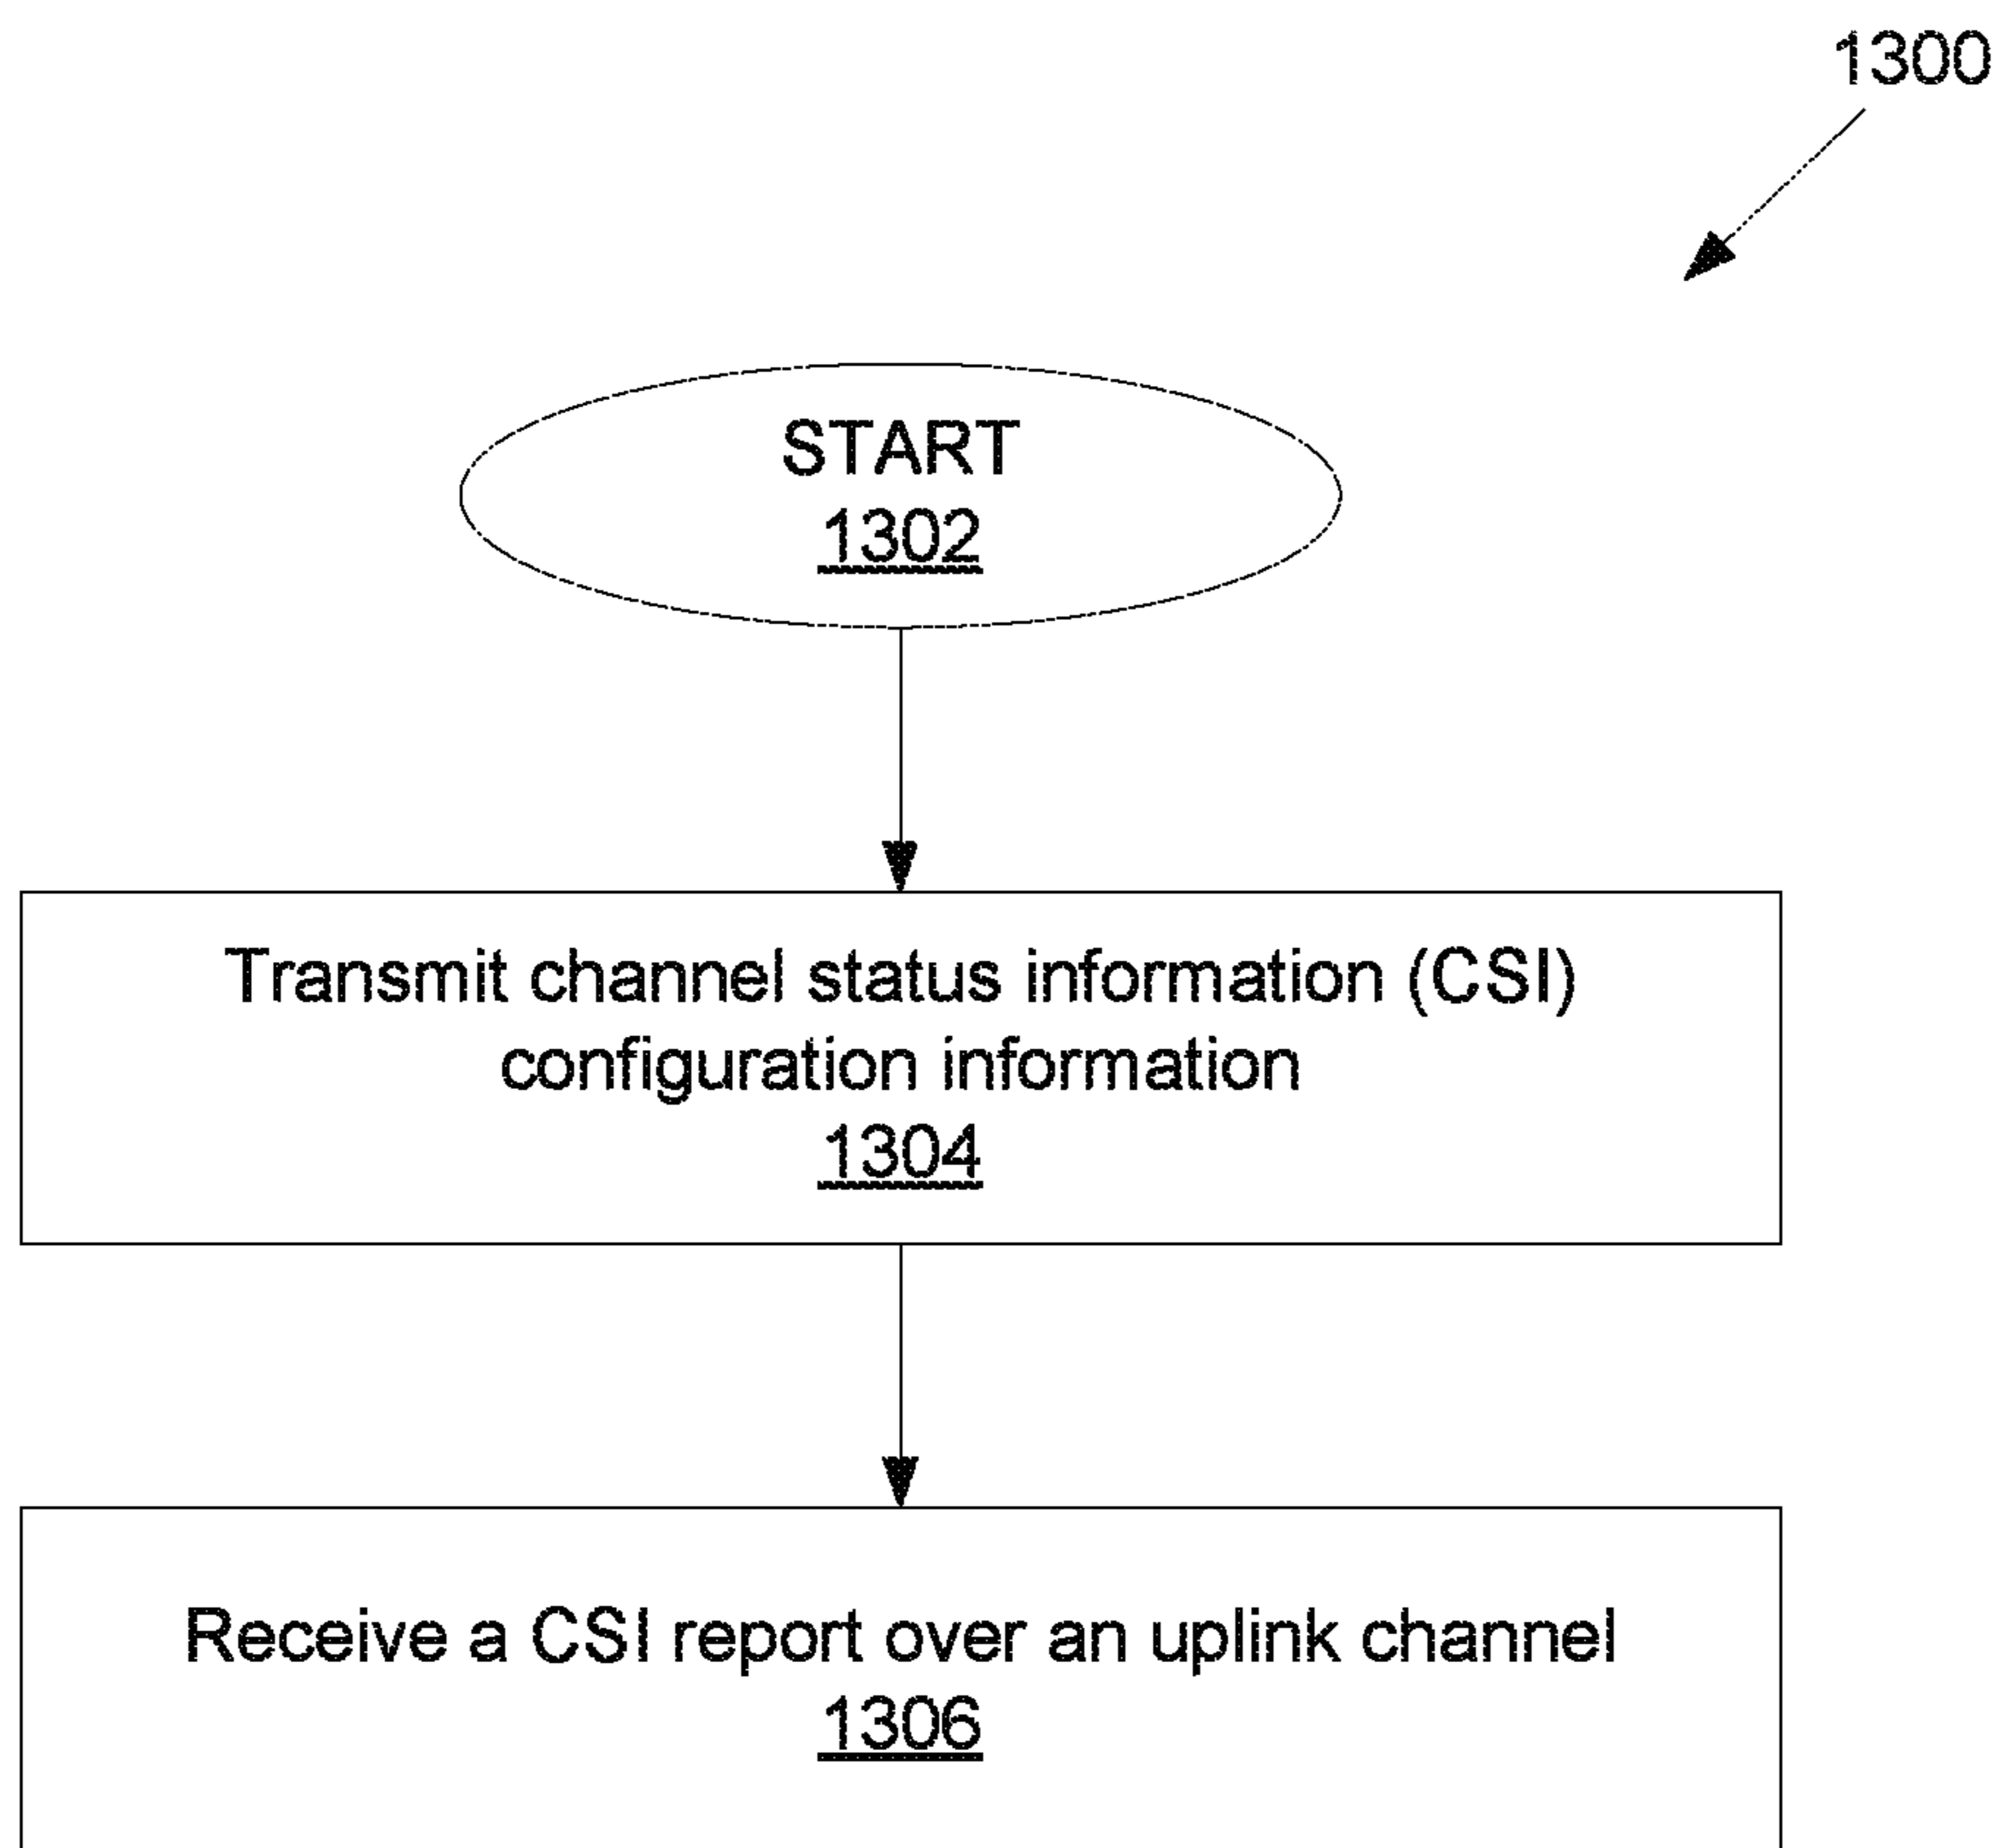 1300
START
1302
Transmit channel status information (CSI)
configuration information
1304
Receive a CSI report over an uplink channel
1306